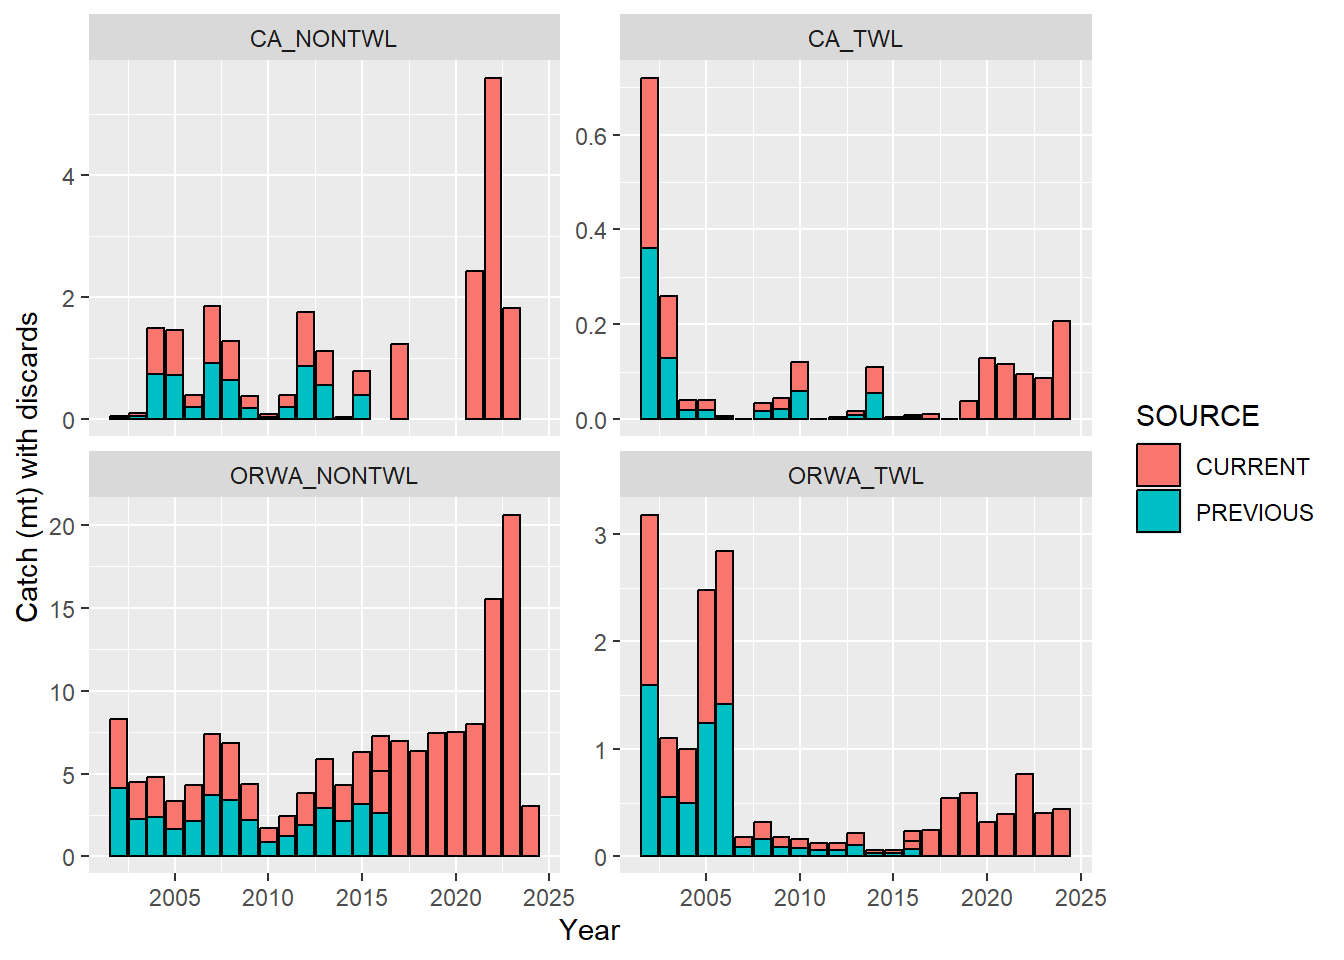 CA_NONTWL
CA_TWL
4
2
0
0.6
0.4
0.2
0.0
ORWA_NONTWL
ORWA_TWL
20
15
10
5
0
3
2
1
0
2005 2010 2015 2020 2025
2005 2010 2015 2020 2025
Year
Catch (mt) with discards
SOURCE
CURRENT
PREVIOUS